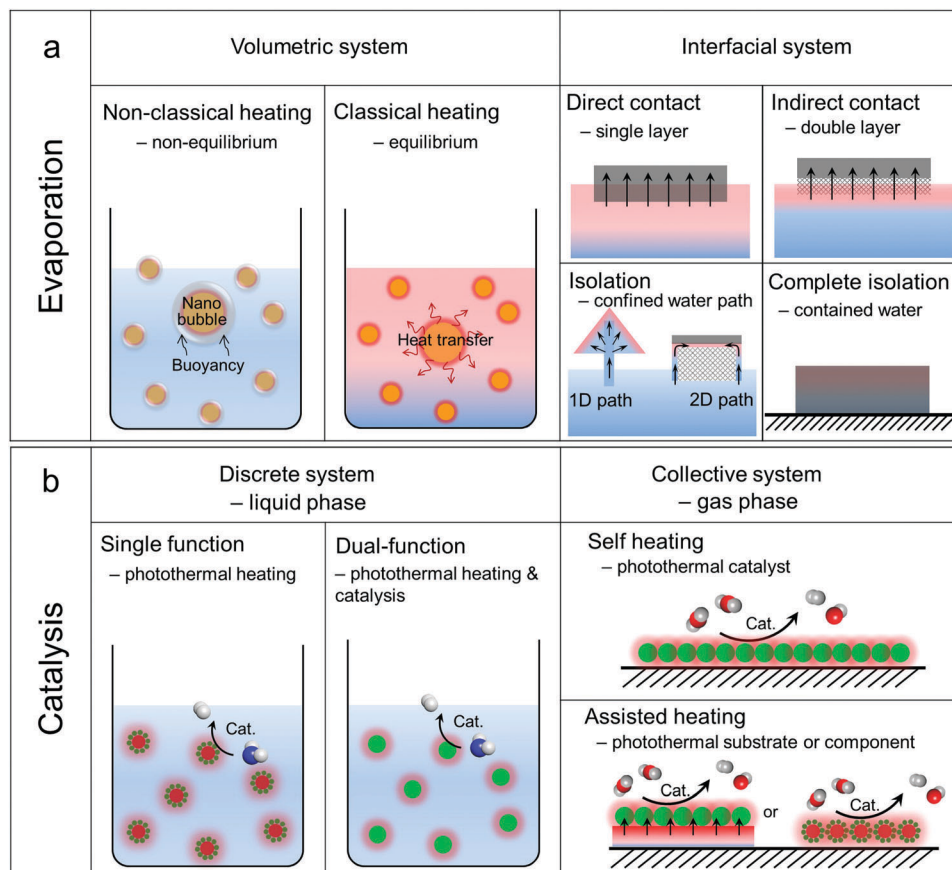 a
Evaporation
Volumetric system
Interfacial system
Non-classical heating
– non-equilibrium
Nano
bubble
Buoyancy
Classical heating
– equilibrium
Heat transfer
Direct contact
– single layer
Indirect contact
– double layer
Isolation
– confined water path
1D path
2D path
Complete isolation
– contained water
b
Catalysis
Discrete system
– liquid phase
Collective system
– gas phase
Single function
– photothermal heating
Cat.
Dual-function
– photothermal heating &
catalysis
Cat.
Self heating
– photothermal catalyst
Cat.
Assisted heating
– photothermal substrate or component
Cat.
or
Cat.